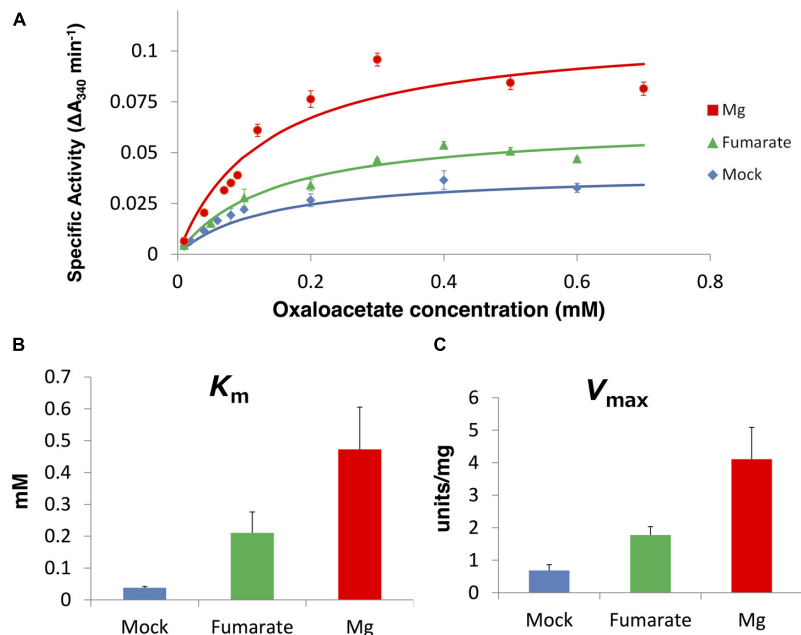 A
Specific Activity (ΔA340 min-1)
0.1
0.075
0.05
0.025
0
0
0.2
0.4
0.6
0.8
Oxaloacetate concentration (mM)
Mg
Fumarate
Mock
B
Km
mM
0.7
0.6
0.5
0.4
0.3
0.2
0.1
0
Mock Fumarate Mg
C
Vmax
units/mg
6
5
4
3
2
1
0
Mock Fumarate Mg